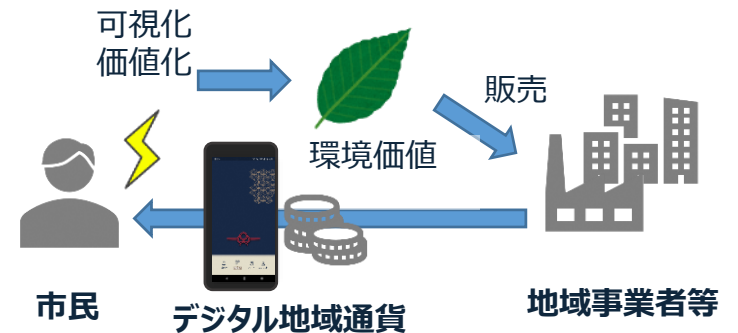 可視化
価値化
販売
環境価値
市民
デジタル地域通貨
地域事業者等